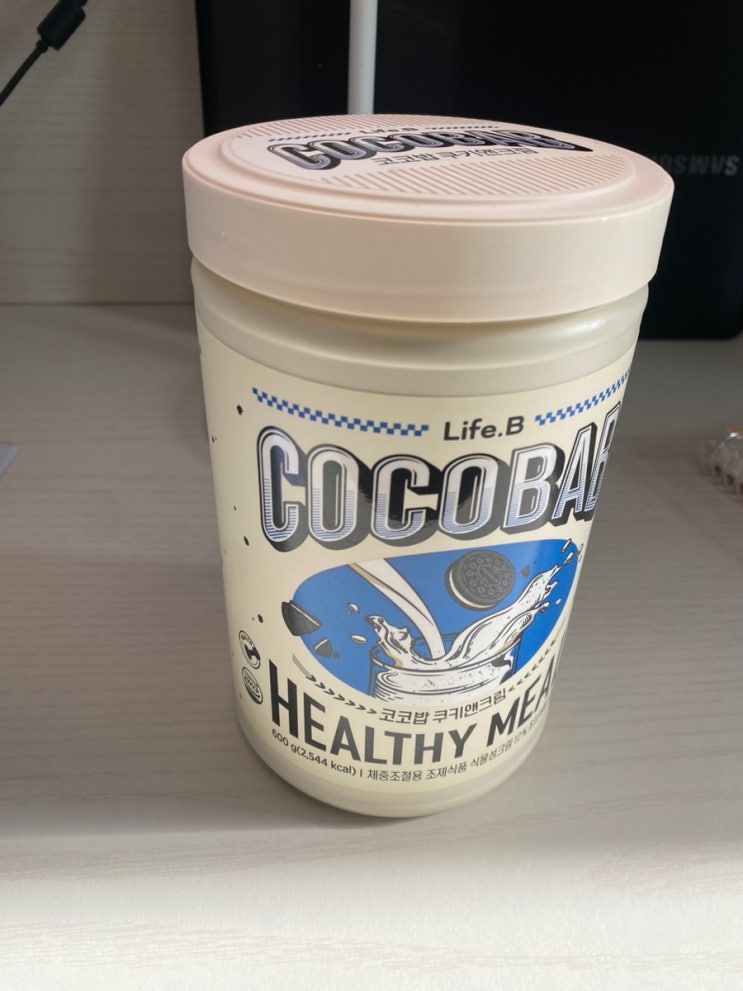 Life.B
COCOBAB
코코밥 쿠키앤크림
Life.B
COCOBAB
코코밥 쿠키앤크림
HEALTHY MEA
600 g(2,544 kcal) | 체중조절용 조제식품 식물성크림 12%